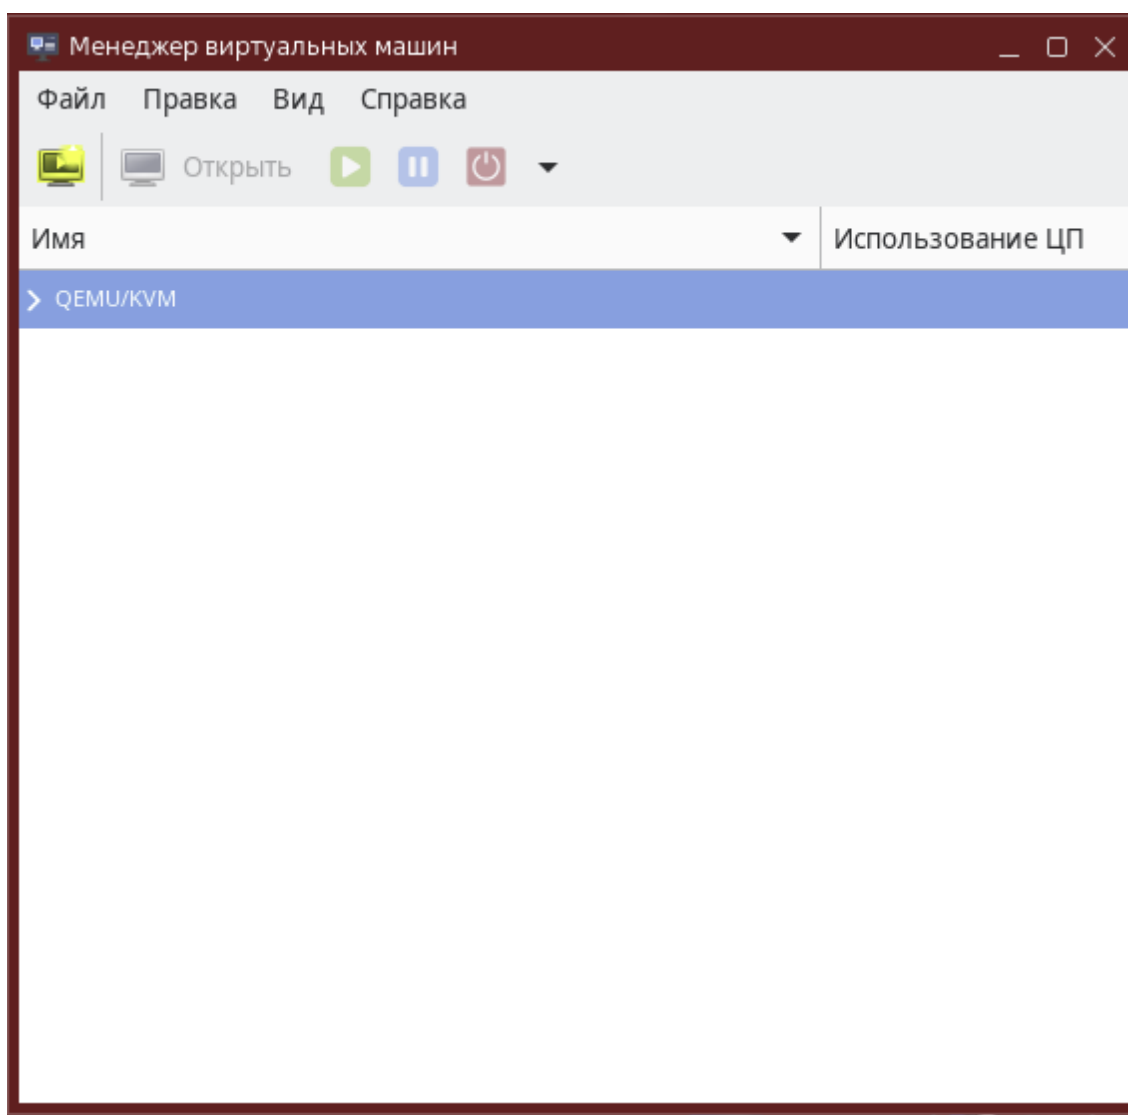 Менеджер виртуальных машин
Файл Правка Вид Справка
Открыть
Имя Использование ЦП
QEMU/KVM